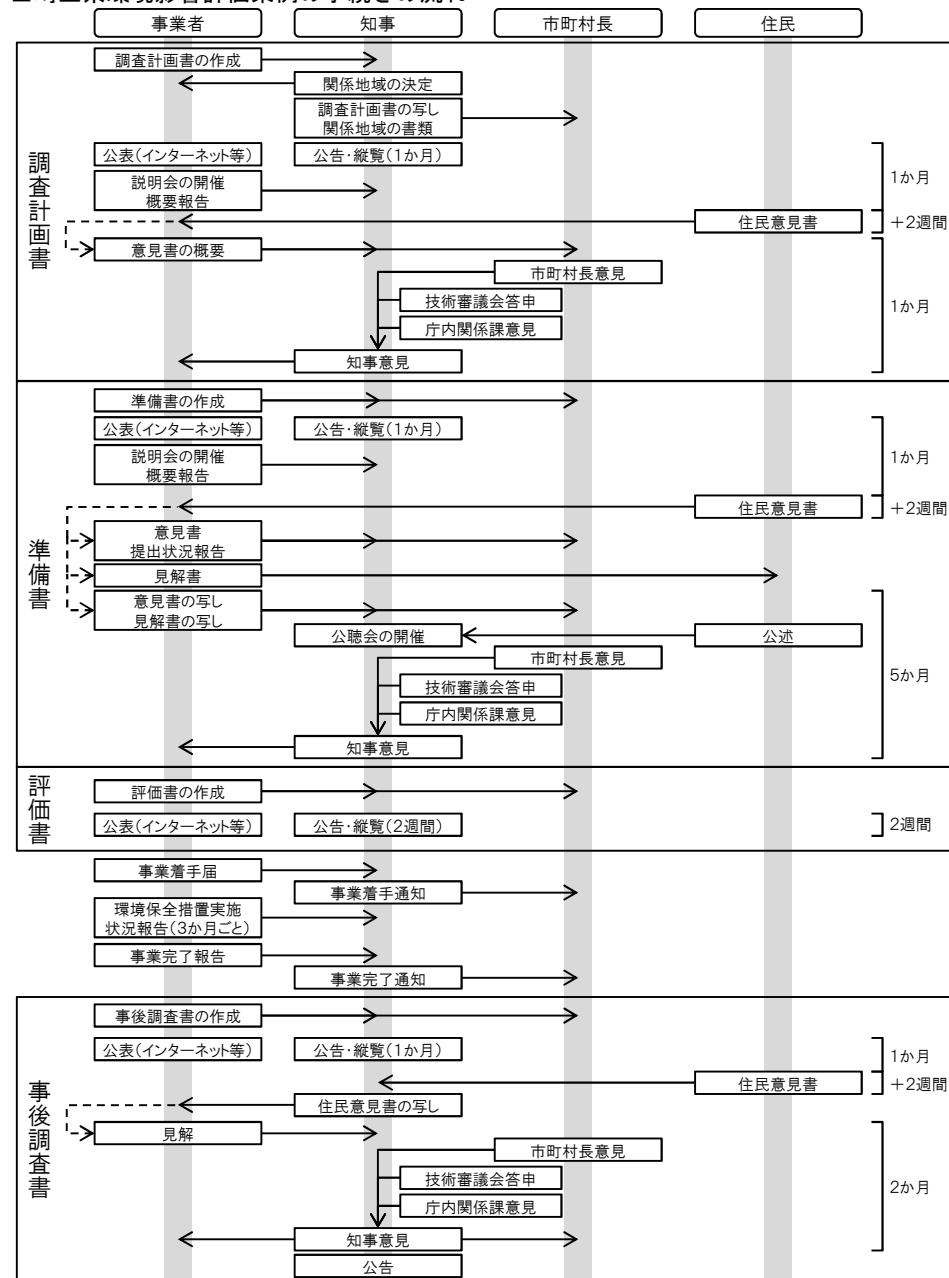 埼玉県環境影響評価条例の手続きの流れ
事業者
知事
市町村長
住民
調査計画書
調査計画書の作成
関係地域の決定
調査計画書の写し
関係地域の書類
公表(インターネット等)
公告・縦覧(1か月)
1か月
説明会の開催
概要報告
住民意見書
+2週間
意見書の概要
市町村長意見
技術審議会答申
1か月
庁内関係課意見
知事意見
準備書
準備書の作成
公表(インターネット等)
公告・縦覧(1か月)
1か月
説明会の開催
概要報告
住民意見書
+2週間
意見書
提出状況報告
見解書
意見書の写し
見解書の写し
公聴会の開催
公述
市町村長意見
5か月
技術審議会答申
庁内関係課意見
知事意見
評価書
評価書の作成
公表(インターネット等)
公告・縦覧(2週間)
2週間
事業着手届
事業着手通知
環境保全措置実施
状況報告(3か月ごと)
事業完了報告
事業完了通知
事後調査書
事後調査書の作成
公表(インターネット等)
公告・縦覧(1か月)
1か月
住民意見書
+2週間
住民意見書の写し
見解
市町村長意見
技術審議会答申
2か月
庁内関係課意見
知事意見
公告